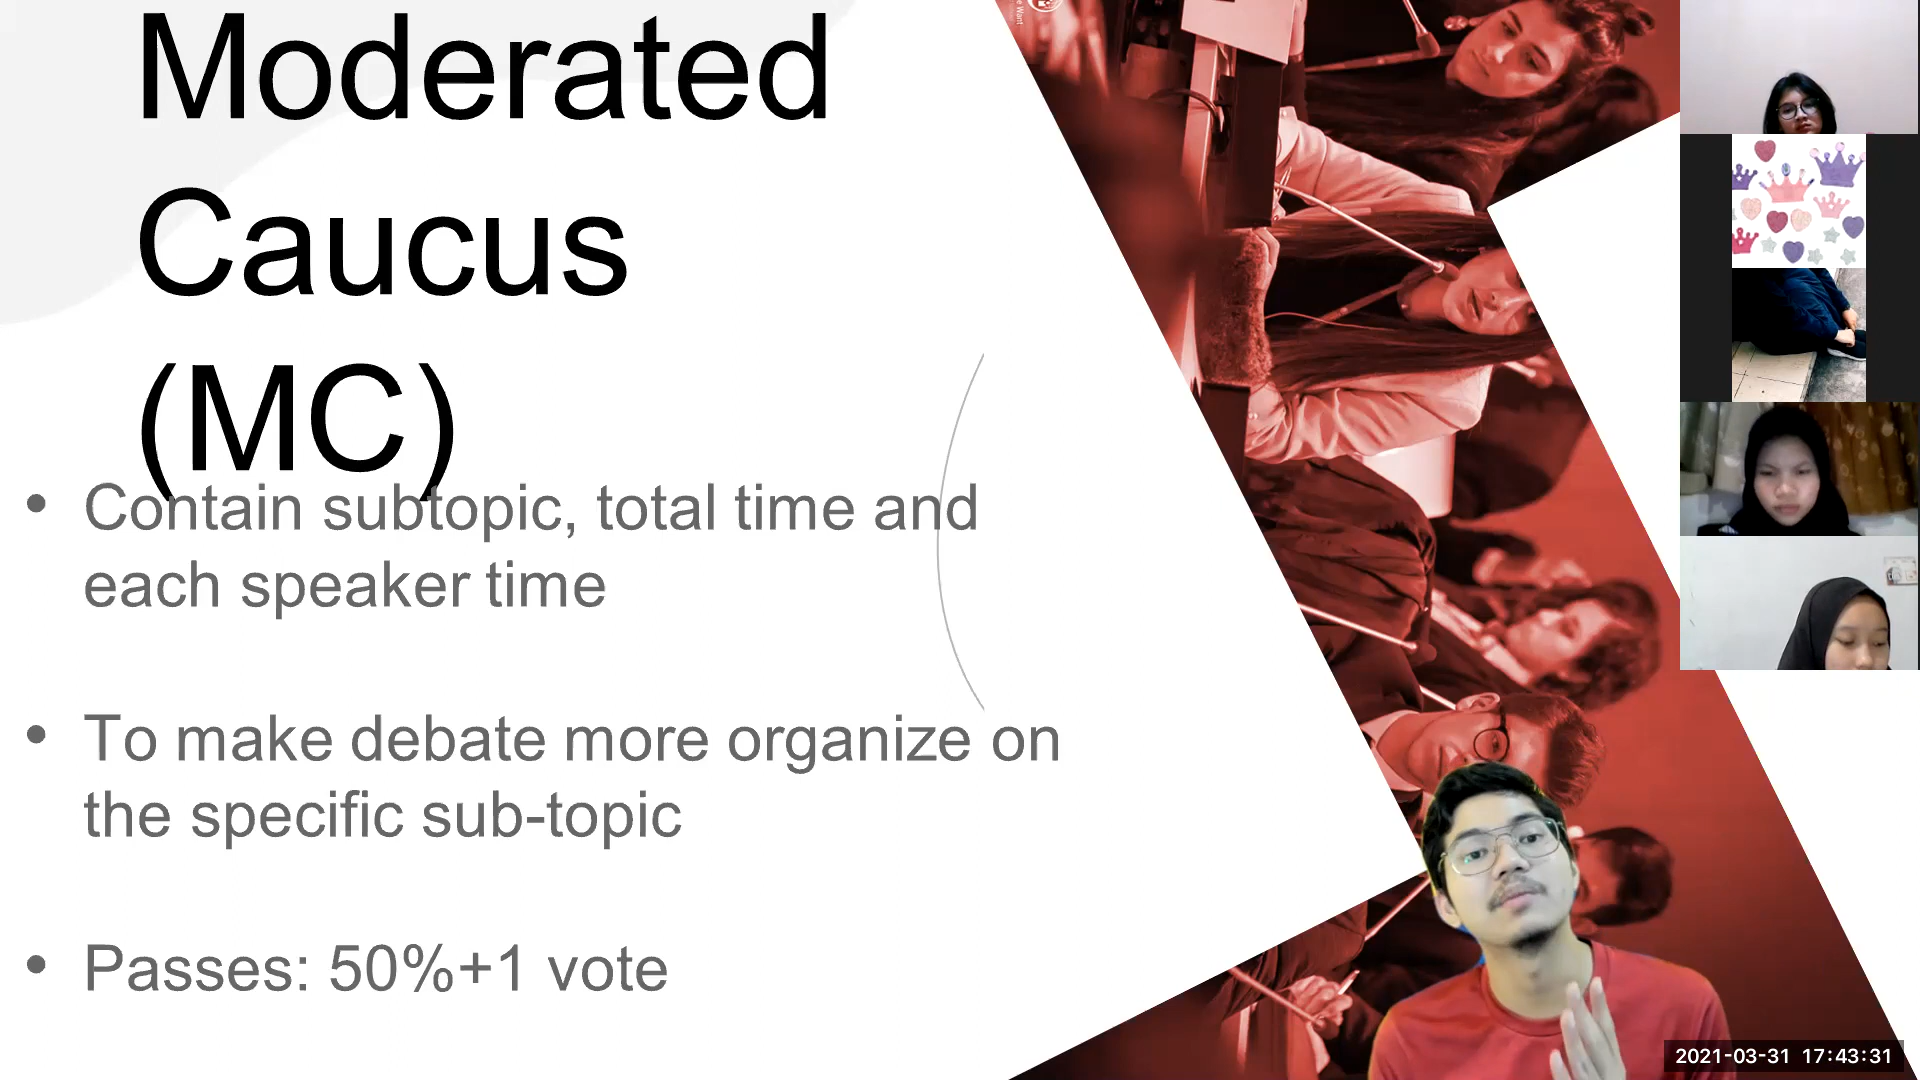 Moderated
Caucus
(MC)
• Contain subtopic, total time and
each speaker time
• To make debate more organize on
the specific sub-topic
• Passes: 50%+1 vote
e Want
2021-03-31 17:43:31